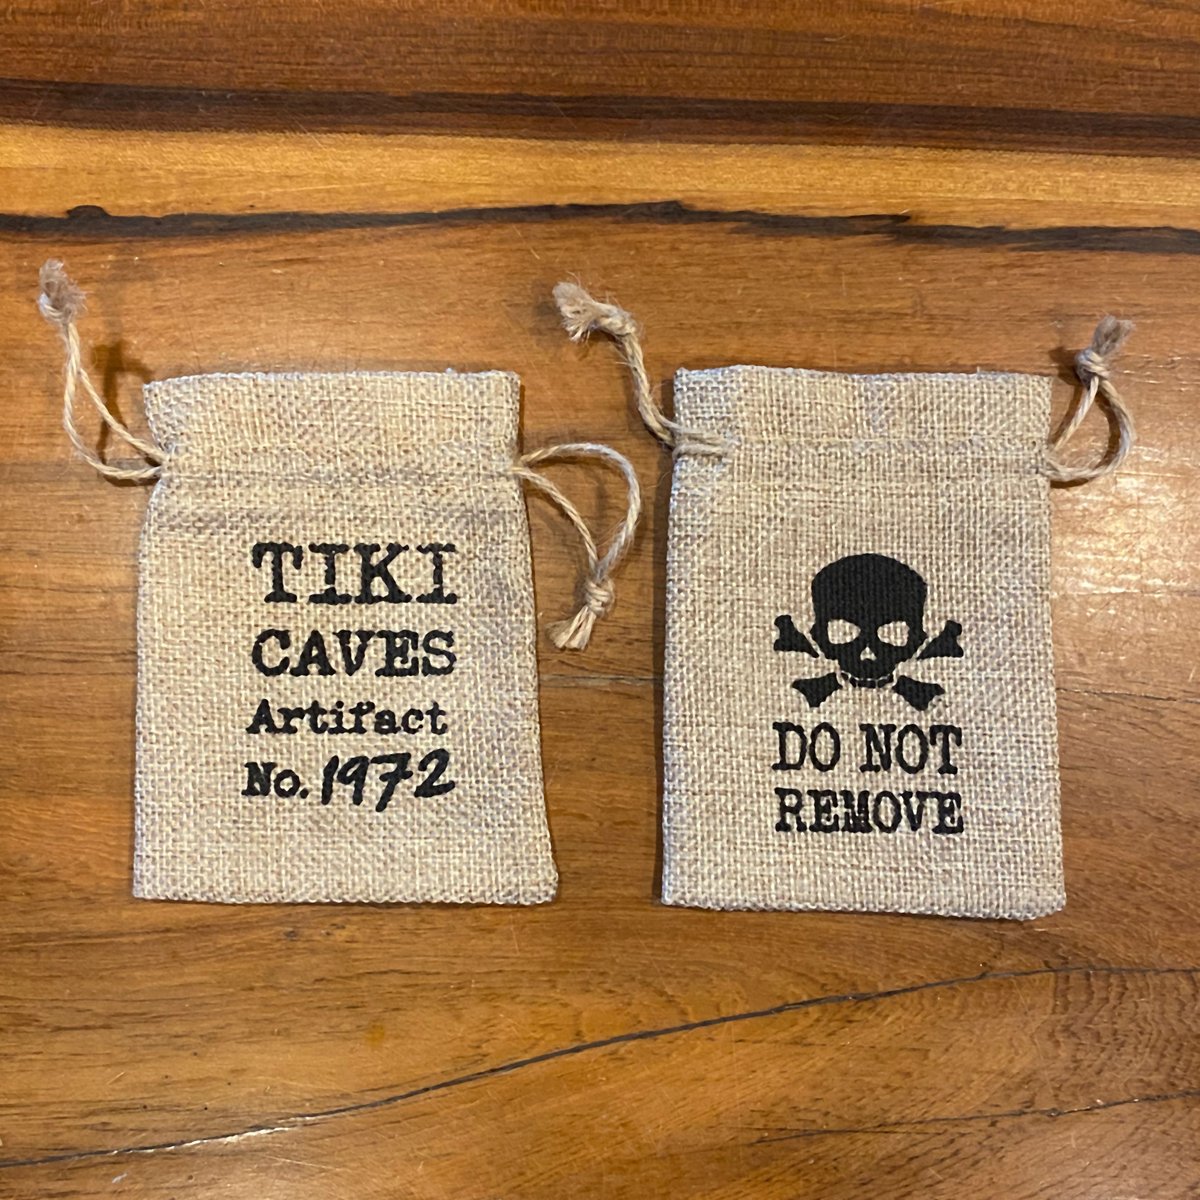 TIKI
CAVES
Artifact
No. 1972
DO NOT
REMOVE